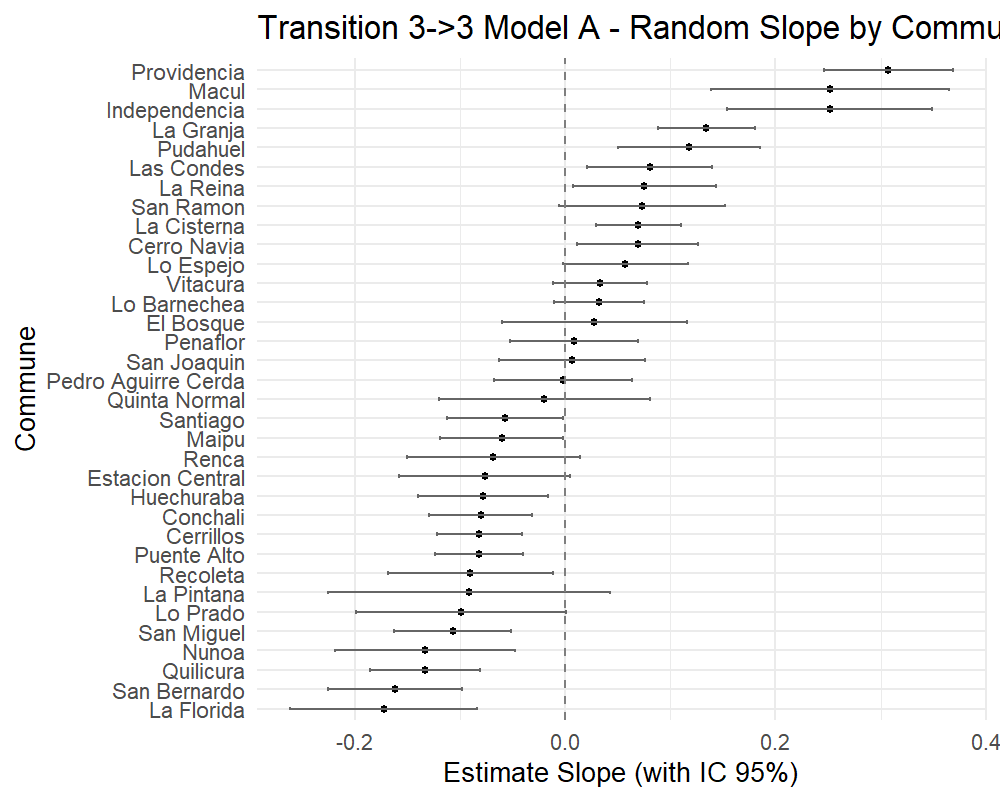 Transition 3->3 Model A - Random Slope by Commu
Providencia
Macul
Independencia
La Granja
Pudahuel
Las Condes
La Reina
San Ramon
La Cisterna
Cerro Navia
Lo Espejo
Vitacura
Lo Barnechea
El Bosque
Penaflor
San Joaquin
Pedro Aguirre Cerda
Quinta Normal
Santiago
Maipu
Renca
Estacion Central
Huechuraba
Conchali
Cerrillos
Puente Alto
Recoleta
La Pintana
Lo Prado
San Miguel
Nunoa
Quilicura
San Bernardo
La Florida
Commune
-0.2 0.0 0.2 0.4
Estimate Slope (with IC 95%)